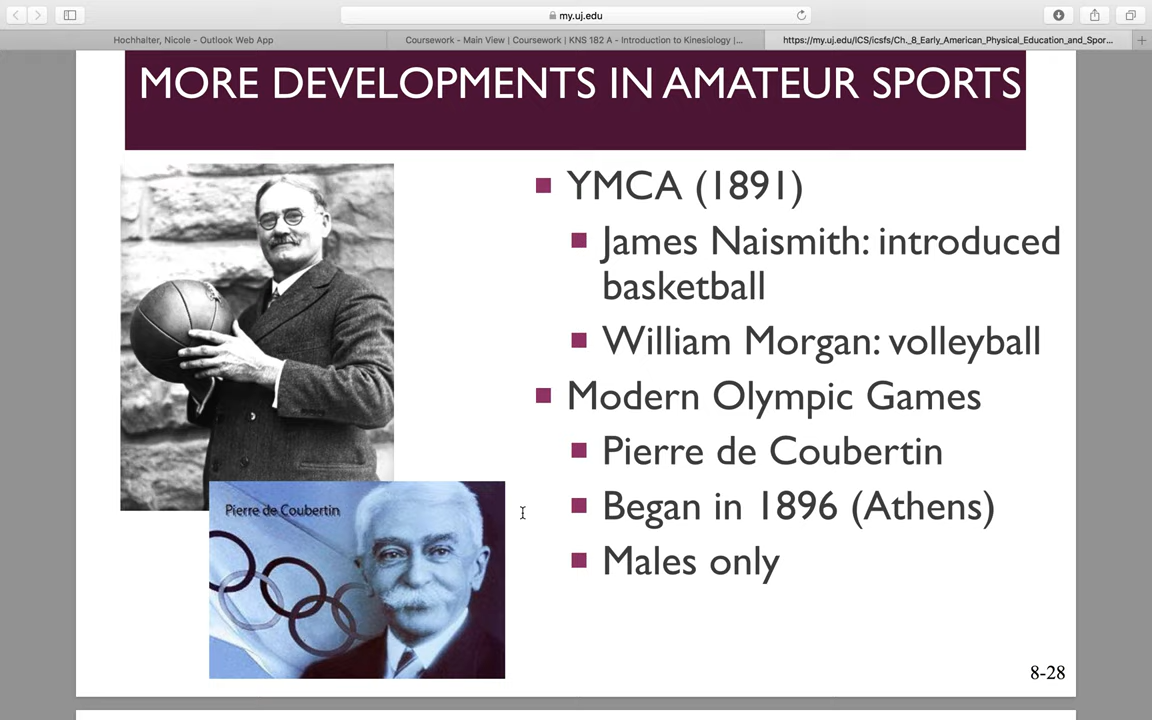 my.uj.edu
Hochhalter, Nicole - Outlook Web App
Coursework - Main View | Coursework | KNS 182 A - Introduction to Kinesiology |...
https://my.uj.edu/ICS/icsfs/Ch._8_Early_American_Physical_Education_and_Spor...
MORE DEVELOPMENTS IN AMATEUR SPORTS
YMCA (1891)
James Naismith: introduced
basketball
William Morgan: volleyball
Modern Olympic Games
Pierre de Coubertin
Began in 1896 (Athens)
Males only
Pierre de Coubertin
8-28